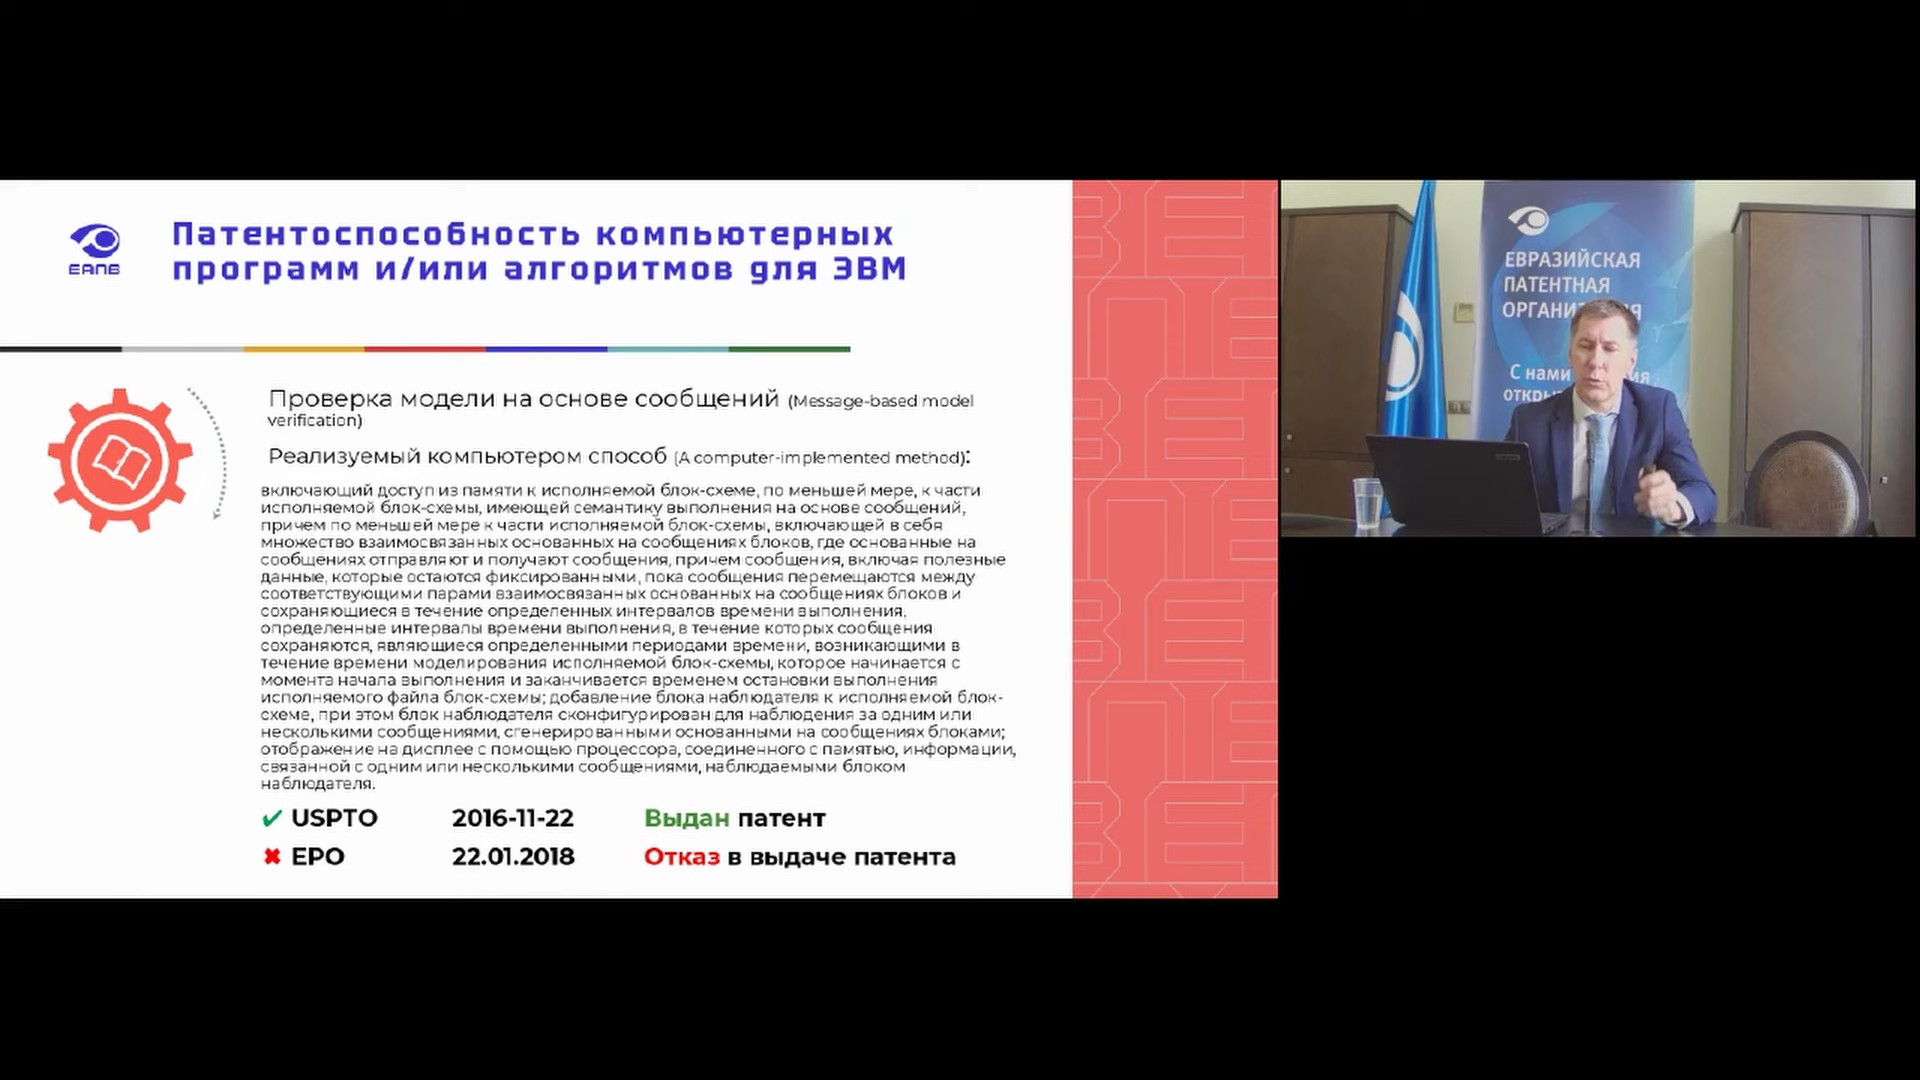 ЕАПВ
Патентоспособность компьютерных
программ и/или алгоритмов для ЭВМ
Проверка модели на основе сообщений (Message-based model
verification)
Реализуемый компьютером способ (A computer-implemented method):
включающий доступ из памяти к исполняемой блок-схеме, по меньшей мере, к части
исполняемой блок-схемы, имеющей семантику выполнения на основе сообщений,
причем по меньшей мере к части исполняемой блок-схемы, включающей в себя
множество взаимосвязанных основанных на сообщениях блоков, где основанные на
сообщениях отправляют и получают сообщения, причем сообщения, включая полезные
данные, которые остаются фиксированными, пока сообщения перемещаются между
соответствующими парами взаимосвязанных основанных на сообщениях блоков и
сохраняющиеся в течение определенных интервалов времени выполнения,
определенные интервалы времени выполнения, в течение которых сообщения
сохраняются, являющиеся определенными периодами времени, возникающими в
течение времени моделирования исполняемой блок-схемы, которое начинается с
момента начала выполнения и заканчивается временем остановки выполнения
исполняемого файла блок-схемы; добавление блока наблюдателя к исполняемой блок-
схеме, при этом блок наблюдателя сконфигурирован для наблюдения за одним или
несколькими сообщениями, сгенерированными основанными на сообщениях блоками;
отображение на дисплее с помощью процессора, соединенного с памятью, информации,
связанной с одним или несколькими сообщениями, наблюдаемыми блоком
наблюдателя.
✔ USPTO 2016-11-22 Выдан патент
✖ EPO 22.01.2018 Отказ в выдаче патента
ЕВРАЗИЙСКАЯ
ПАТЕНТНАЯ
С нами